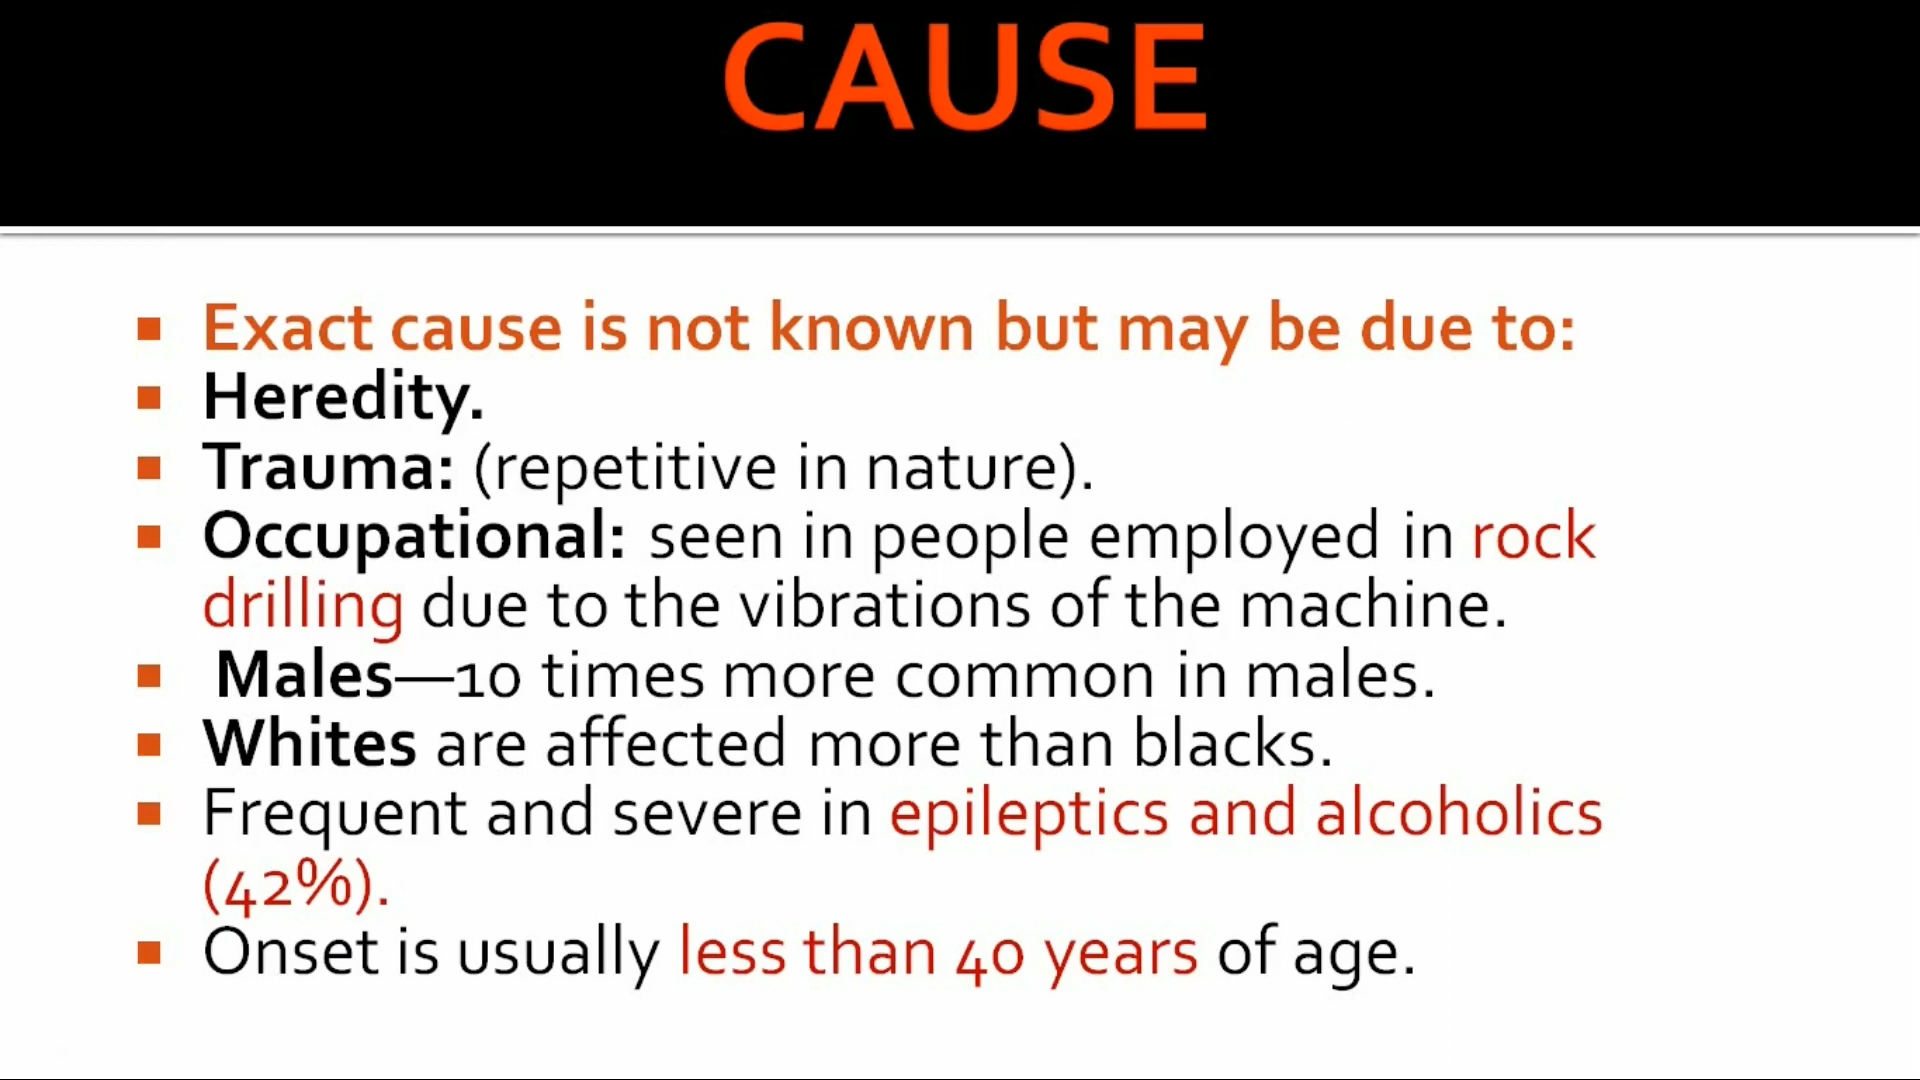 CAUSE
Exact cause is not known but may be due to:
Heredity.
Trauma: (repetitive in nature).
Occupational: seen in people employed in rock
drilling due to the vibrations of the machine.
Males—10 times more common in males.
Whites are affected more than blacks.
Frequent and severe in epileptics and alcoholics
(42%).
Onset is usually less than 40 years of age.